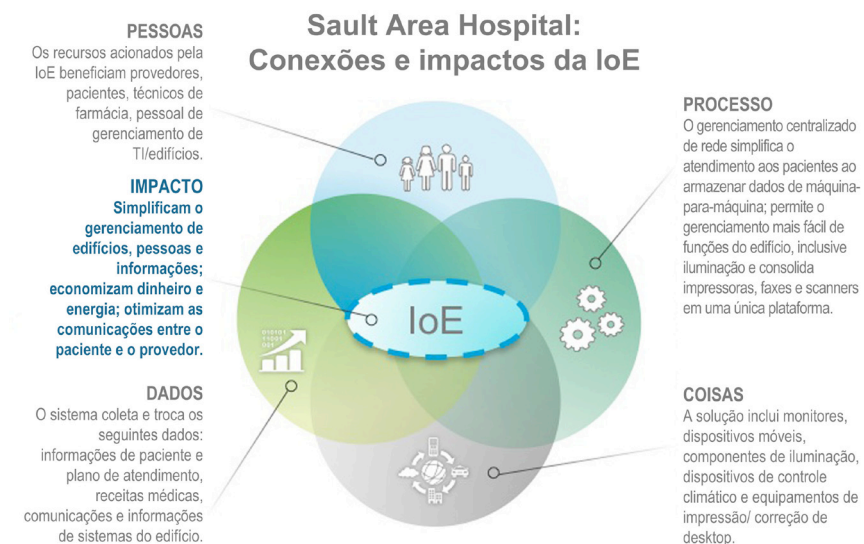 Sault Area Hospital:
Conexões e impactos da IoE
PESSOAS
Os recursos acionados pela
IoE beneficiam provedores,
pacientes, técnicos de
farmácia, pessoal de
gerenciamento de
TI/edifícios.
IMPACTO
Simplificam o
gerenciamento de
edifícios, pessoas e
informações;
economizam dinheiro e
energia; otimizam as
comunicações entre o
paciente e o provedor.
DADOS
O sistema coleta e troca os
seguintes dados:
informações de paciente e
plano de atendimento,
receitas médicas,
comunicações e informações
de sistemas do edifício.
010101
11001
001
IoE
PROCESSO
O gerenciamento centralizado
de rede simplifica o
atendimento aos pacientes ao
armazenar dados de máquina-
para-máquina; permite o
gerenciamento mais fácil de
funções do edifício, inclusive
iluminação e consolida
impressoras, faxes e scanners
em uma única plataforma.
COISAS
A solução inclui monitores,
dispositivos móveis,
componentes de iluminação,
dispositivos de controle
climático e equipamentos de
impressão/ correção de
desktop.